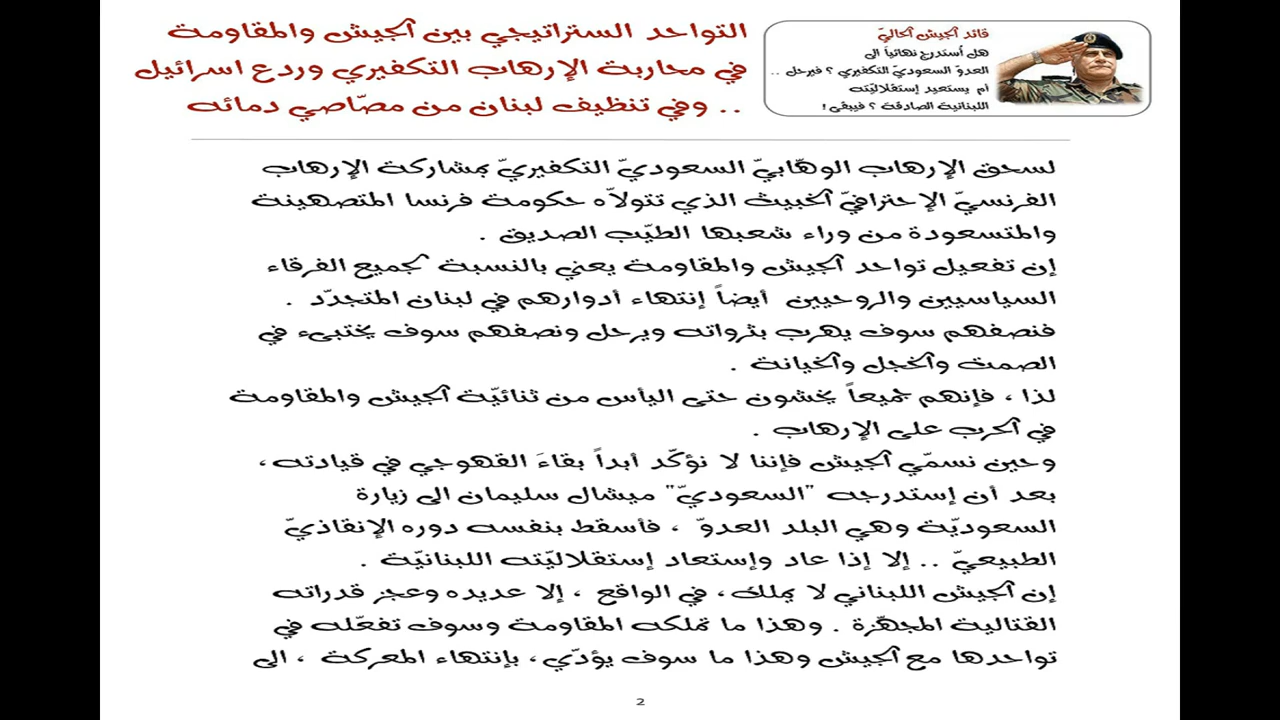 التواحد الستراتيجي بين الجيش والمقاومة
في محاربة الإرهاب التكفيري وردع اسرائيل
.. وفي تنظيف لبنان من مصّاصي دمائه
قائد الجيش الحاليّ
هل أستدرج نهائياً الى
العدوّ السعوديّ التكفيري ؟ فيرحل ..
أم يستعيد إستقلاليّته
اللبنانية الصادقة ؟ فيبقى !
لسحق الإرهاب الوهّابيّ السعوديّ التكفيريّ بمشاركة الإرهاب
الفرنسيّ الإحترافيّ الخبيث الذي تتولاّه حكومة فرنسا المتصهينة
والمتسعودة من وراء شعبها الطيّب الصديق .
إن تفعيل تواحد الجيش والمقاومة يعني بالنسبة لجميع الفرقاء
السياسيين والروحيين أيضاً إنتهاء أدوارهم في لبنان المتجدّد .
فنصفهم سوف يهرب بثرواته ويرحل ونصفهم سوف يختبىء في
الصمت والخجل والخيانة .
لذا ، فإنهم جميعاً يخشون حتى اليأس من ثنائيّة الجيش والمقاومة
في الحرب على الإرهاب .
وحين نسمّي الجيش فإننا لا نؤكّد أبداً بقاءَ القهوجي في قيادته ،
بعد أن إستدرجه "السعوديّ" ميشال سليمان الى زيارة
السعوديّة وهي البلد العدوّ ، فأسقط بنفسه دوره الإنقاذيّ
الطبيعيّ .. إلا إذا عاد وإستعاد إستقلاليّته اللبنانيّة .
إن الجيش اللبناني لا يملك ، في الواقع ، إلا عديده وعجز قدراته
القتالية المجهّزة . وهذا ما تملكه المقاومة وسوف تفعّله في
تواحدها مع الجيش وهذا ما سوف يؤدّي ، بإنتهاء المعركة ، الى
2